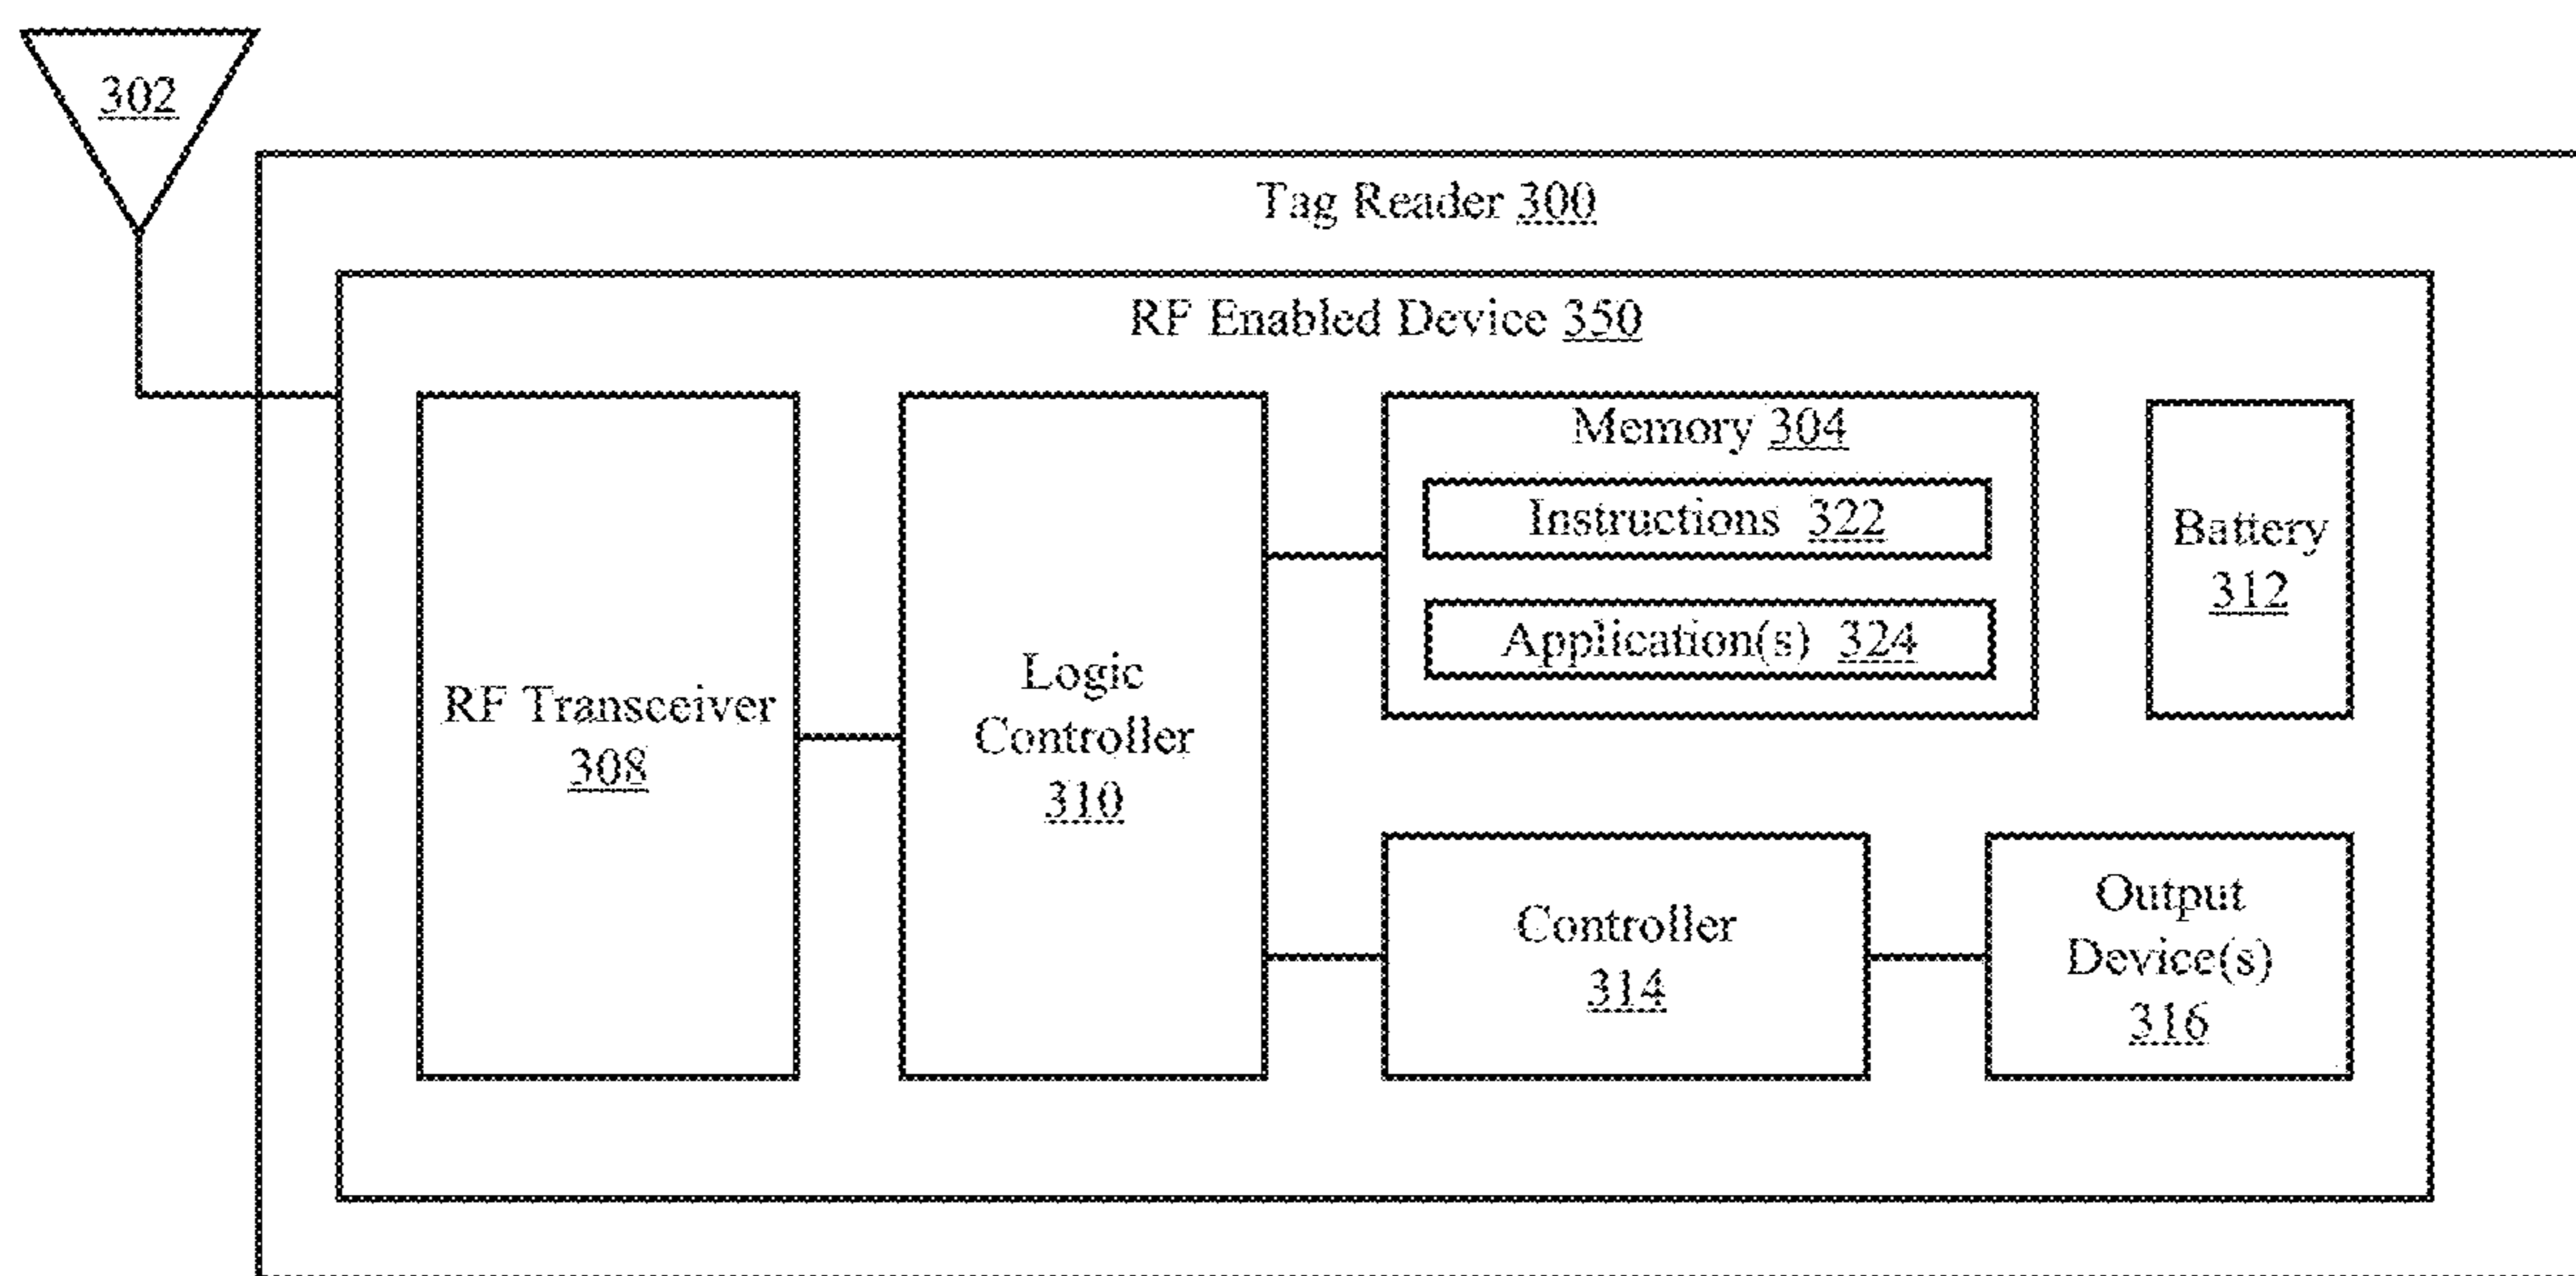 302
Tag Reader 300
RF Enabled Device 350
RF Transceiver
308
Logic
Controller
310
Memory 304
Instructions 322
Application(s) 324
Battery
312
Controller
314
Output
Device(s)
316